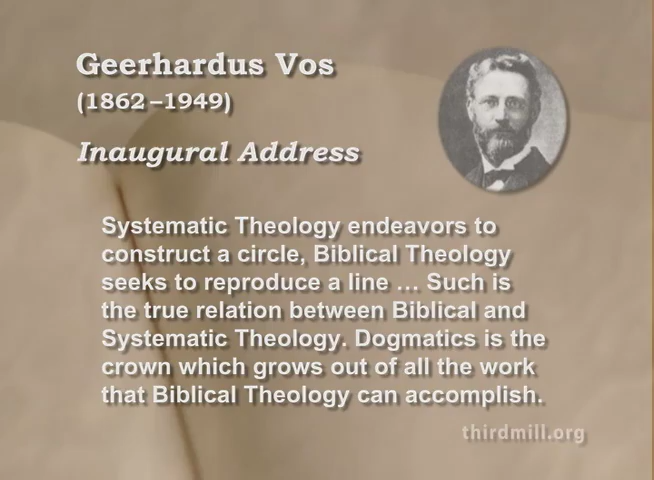 Geerhardus Vos
(1862–1949)
Inaugural Address
Systematic Theology endeavors to
construct a circle, Biblical Theology
seeks to reproduce a line … Such is
the true relation between Biblical and
Systematic Theology. Dogmatics is the
crown which grows out of all the work
that Biblical Theology can accomplish.
thirdmill.org